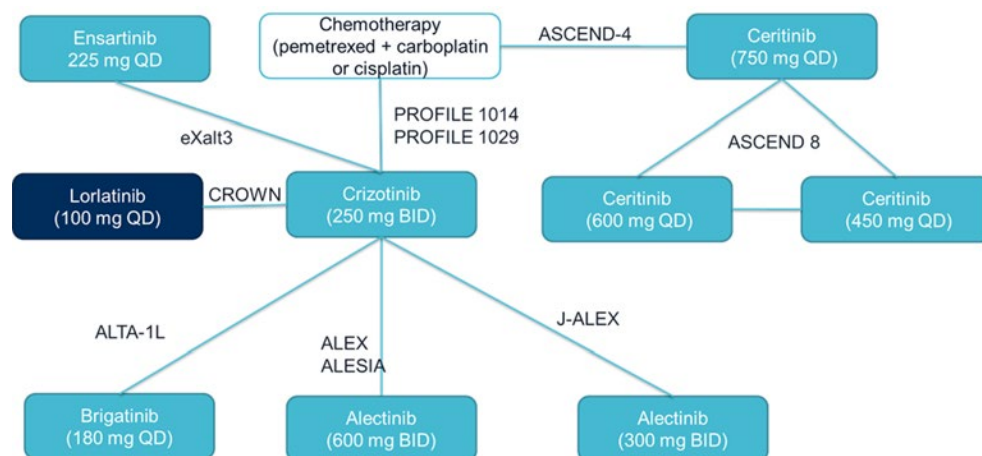 Ensartinib
225 mg QD
Chemotherapy
(pemetrexed + carboplatin
or cisplatin)
ASCEND-4
Ceritinib
(750 mg QD)
eXalt3
PROFILE 1014
PROFILE 1029
ASCEND 8
Lorlatinib
(100 mg QD)
CROWN
Crizotinib
(250 mg BID)
Ceritinib
(600 mg QD)
Ceritinib
(450 mg QD)
ALTA-1L
ALEX
ALESIA
J-ALEX
Brigatinib
(180 mg QD)
Alectinib
(600 mg BID)
Alectinib
(300 mg BID)